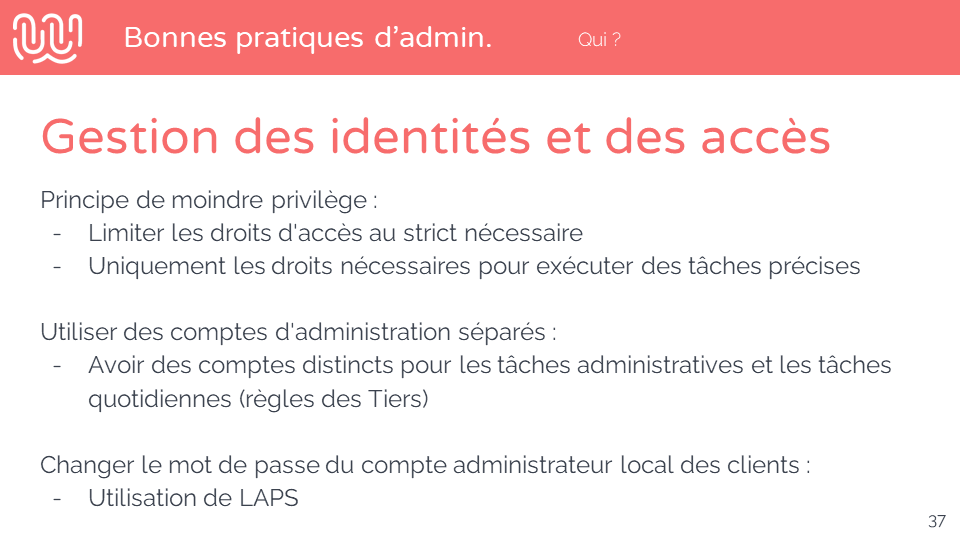 Bonnes pratiques d’admin.
Qui ?
Gestion des identités et des accès
Principe de moindre privilège :
- Limiter les droits d'accès au strict nécessaire
- Uniquement les droits nécessaires pour exécuter des tâches précises
Utiliser des comptes d'administration séparés :
- Avoir des comptes distincts pour les tâches administratives et les tâches
quotidiennes (règles des Tiers)
Changer le mot de passe du compte administrateur local des clients :
- Utilisation de LAPS
37